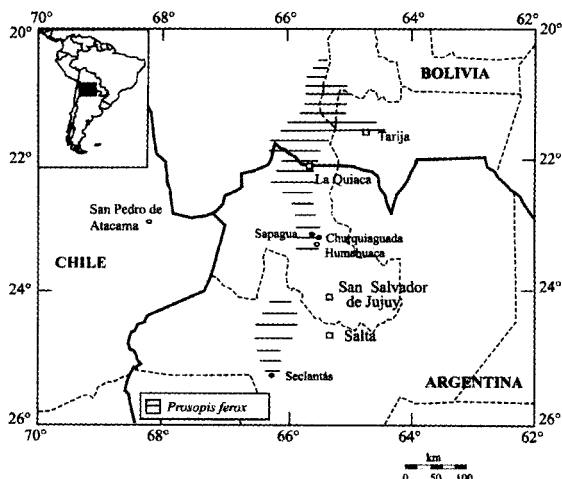 70° 68° 66° 64° 62°
20° 20°
BOLIVIA
Tarija
22° 22°
La Quiaca
San Pedro de
Atacama
Sapagua Churquiaguada
Humahuaca
CHILE
24° San Salvador 24°
de Jujuy
Salta
Seclantás
ARGENTINA
Prosopis ferox
26° 26°
70° 68° 66° 64° 62°
km
0 50 100